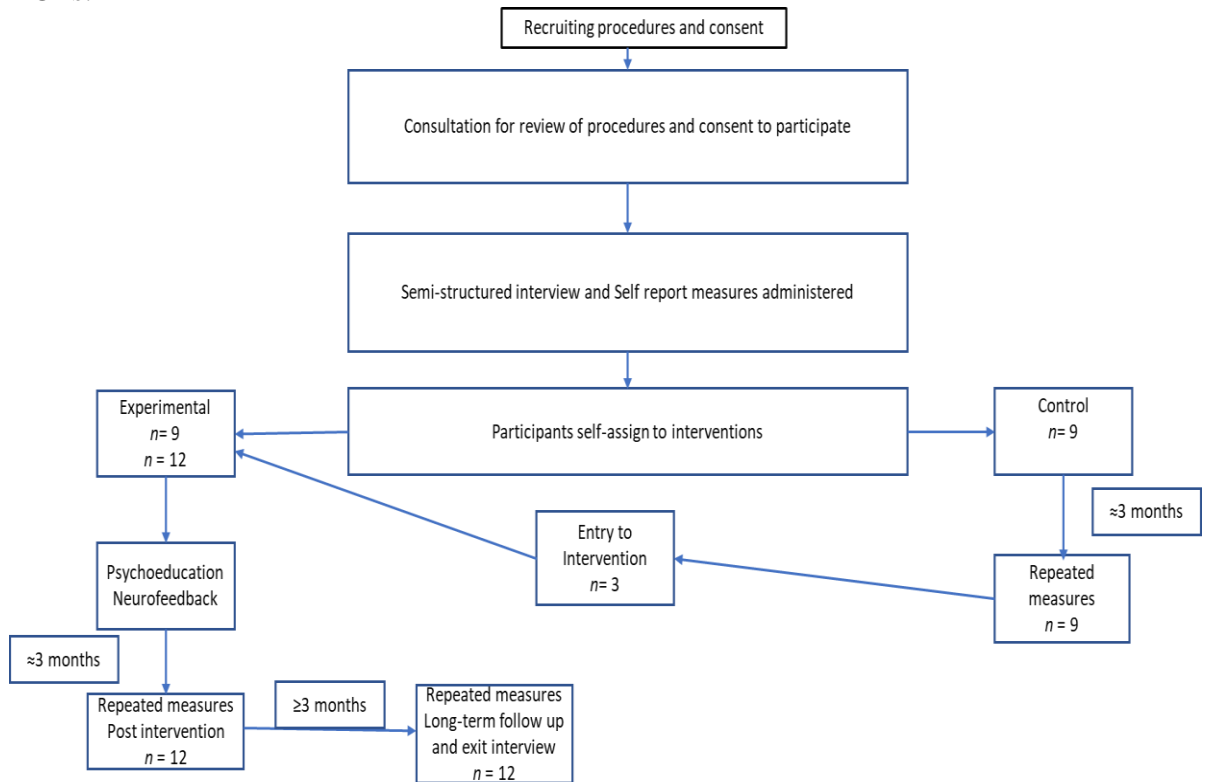 Recruiting procedures and consent
Consultation for review of procedures and consent to participate
Semi-structured interview and Self report measures administered
Experimental
n= 9
n = 12
Participants self-assign to interventions
Control
n= 9
≈3 months
Entry to
Intervention
n= 3
Psychoeducation
Neurofeedback
Repeated
measures
n = 9
≈3 months
Repeated measures
Post intervention
n = 12
≥3 months
Repeated measures
Long-term follow up
and exit interview
n = 12